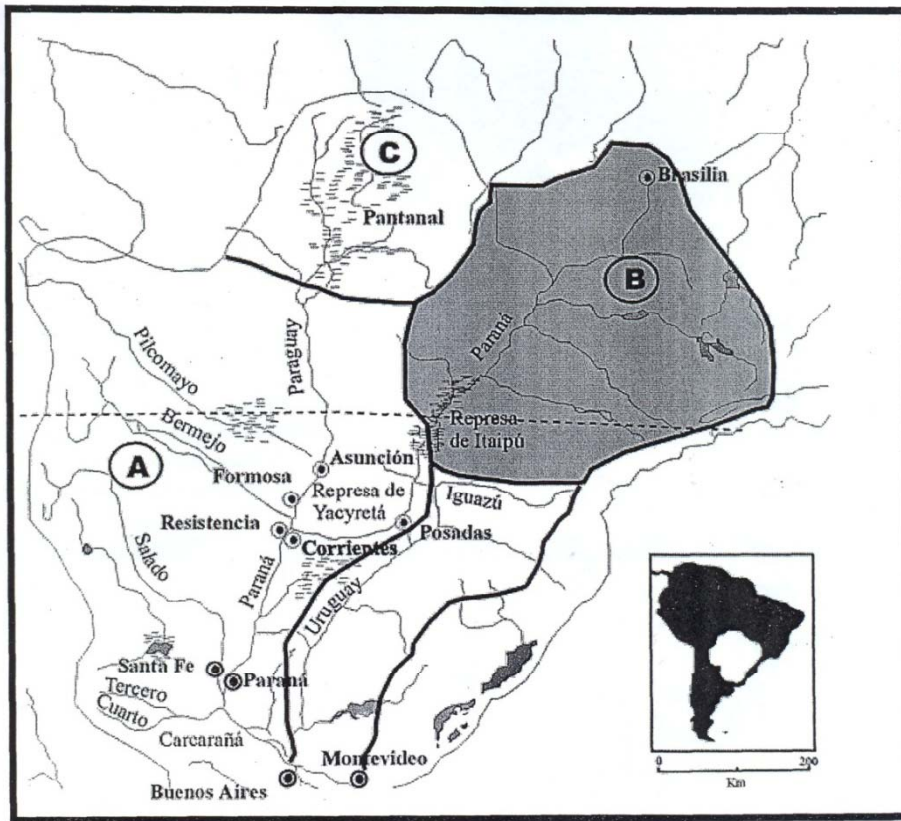 C
Pantanal
Brasilia
B
Paraná
Pilcomayo
Paraguay
Bermejo
Represa
de Itaipú
A
Asunción
Formosa
Represa de
Yacyretá
Iguazú
Resistencia
Corrientes
Posadas
Salado
Paraná
Uruguay
Santa Fe
Paraná
Tercero
Cuarto
Carcarañá
Montevideo
Buenos Aires
0 200
Km